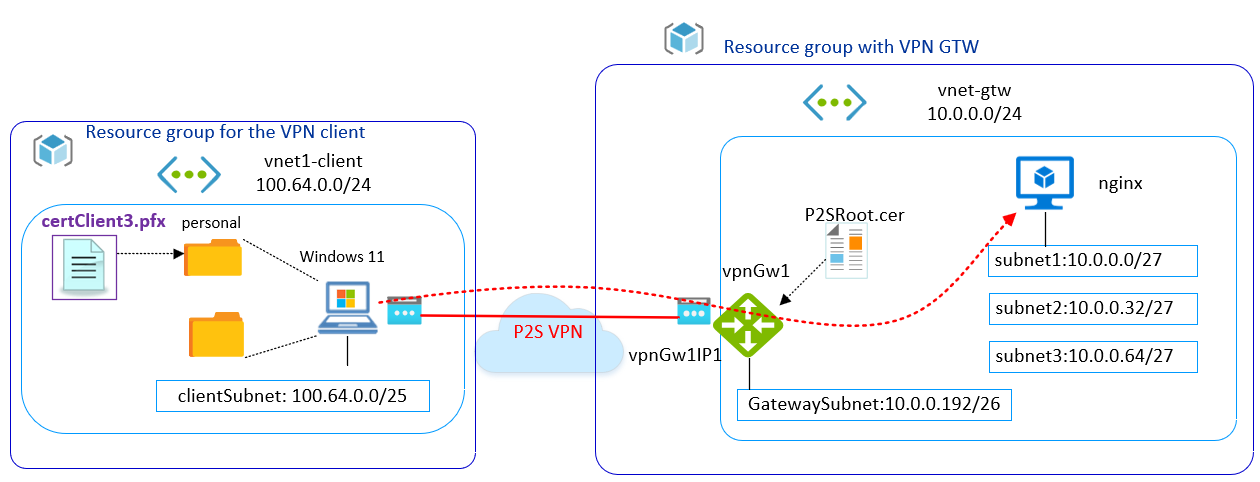 Resource group with VPN GTW
vnet-gtw
10.0.0.0/24
Resource group for the VPN client
vnet1-client
100.64.0.0/24
certClient3.pfx
personal
Windows 11
clientSubnet: 100.64.0.0/25
P2S VPN
vpnGw1IP1
vpnGw1
P2SRoot.cer
nginx
subnet1:10.0.0.0/27
subnet2:10.0.0.32/27
subnet3:10.0.0.64/27
GatewaySubnet:10.0.0.192/26